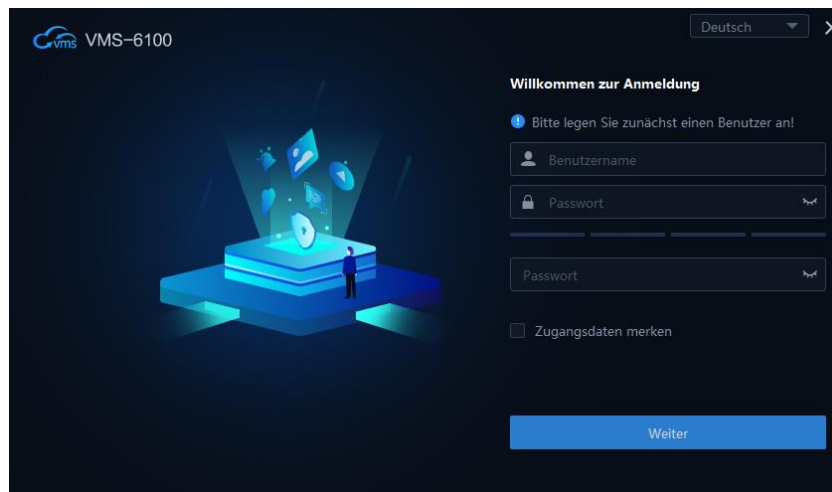 vms VMS-6100
Deutsch
Willkommen zur Anmeldung
Bitte legen Sie zunächst einen Benutzer an!
Benutzername
Passwort
Passwort
Zugangsdaten merken
Weiter